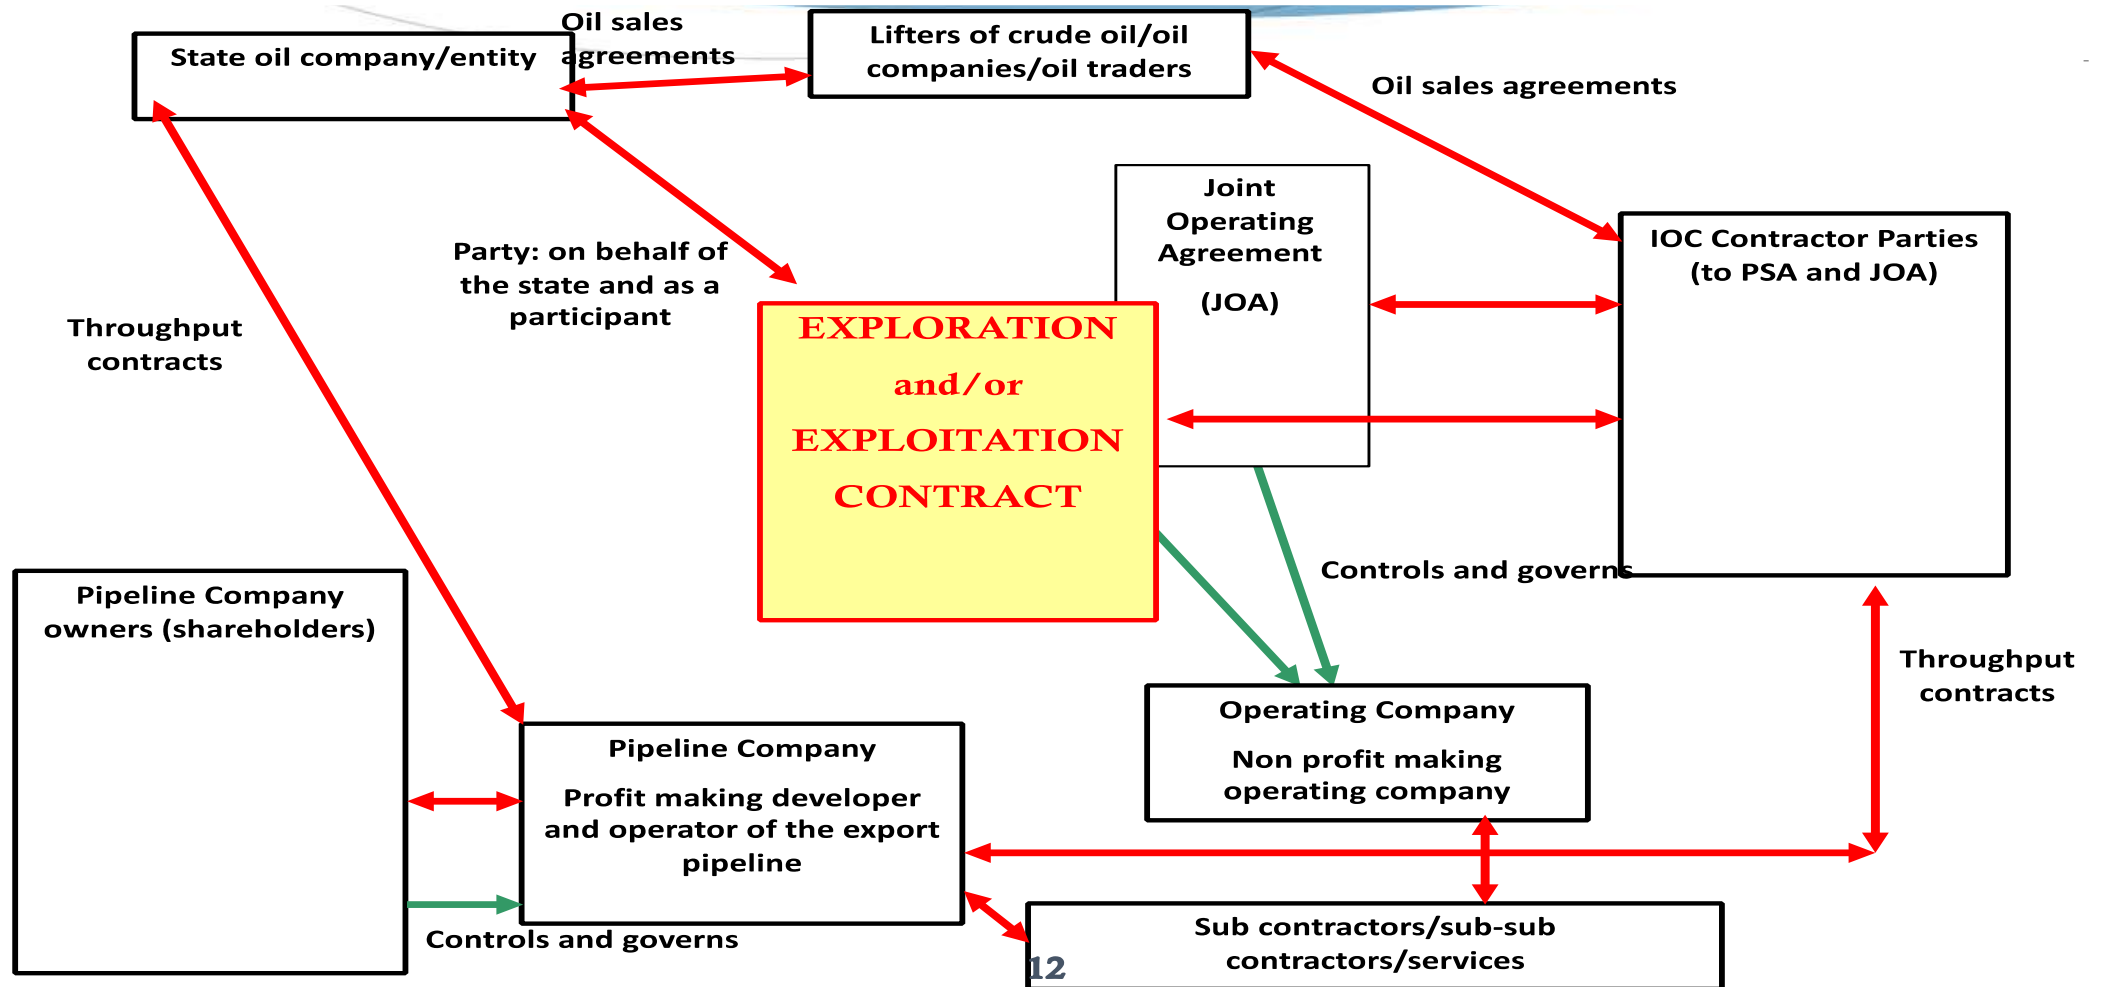 Oil sales
agreements
State oil company/entity
Lifters of crude oil/oil
companies/oil traders
Oil sales agreements
Joint
Operating
Agreement
(JOA)
IOC Contractor Parties
(to PSA and JOA)
Party: on behalf of
the state and as a
participant
Throughput
contracts
EXPLORATION
and/or
EXPLOITATION
CONTRACT
Controls and governs
Pipeline Company
owners (shareholders)
Throughput
contracts
Operating Company
Non profit making
operating company
Pipeline Company
Profit making developer
and operator of the export
pipeline
Controls and governs
Sub contractors/sub-sub
contractors/services
12